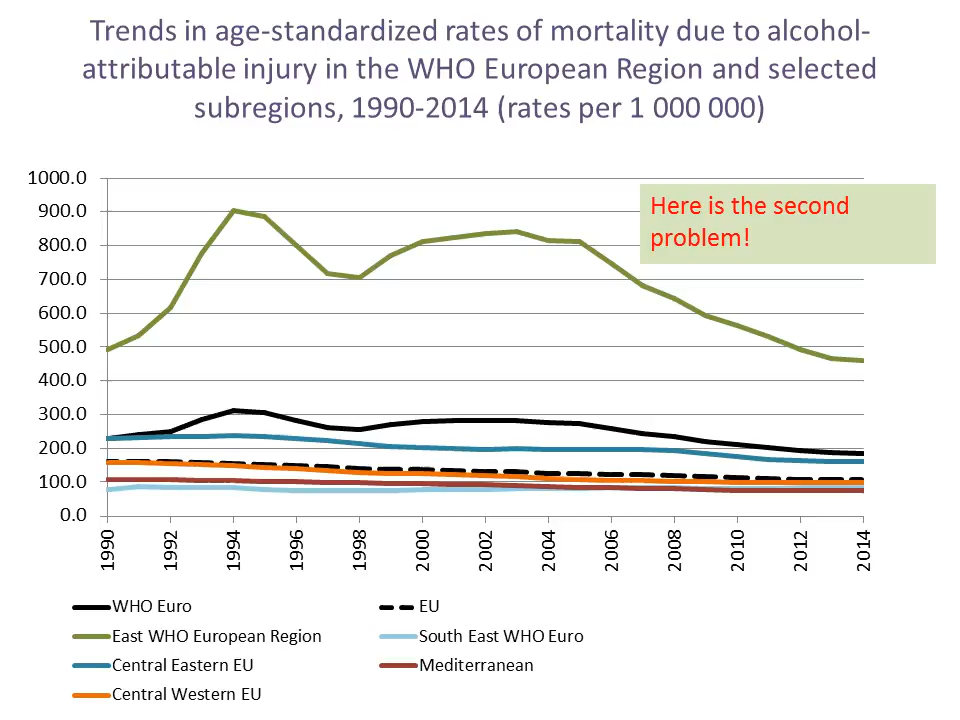 Trends in age-standardized rates of mortality due to alcohol-
attributable injury in the WHO European Region and selected
subregions, 1990-2014 (rates per 1 000 000)
1000.0
900.0
800.0
700.0
600.0
500.0
400.0
300.0
200.0
100.0
0.0
Here is the second
problem!
1990
1992
1994
1996
1998
2000
2002
2004
2006
2008
2010
2012
2014
WHO Euro
EU
East WHO European Region
South East WHO Euro
Central Eastern EU
Mediterranean
Central Western EU